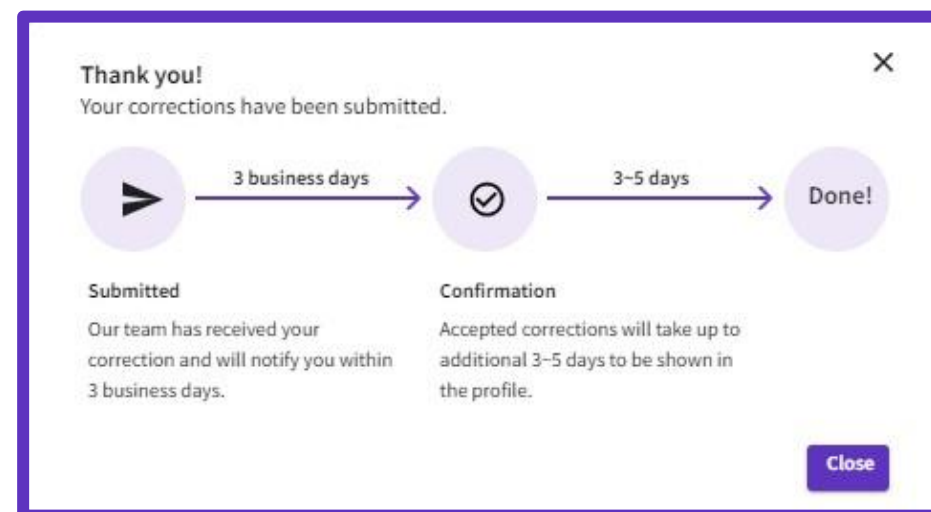 Thank you!
Your corrections have been submitted.
3 business days
3~5 days
Done!
Submitted
Our team has received your
correction and will notify you within
3 business days.
Confirmation
Accepted corrections will take up to
additional 3~5 days to be shown in
the profile.
Close